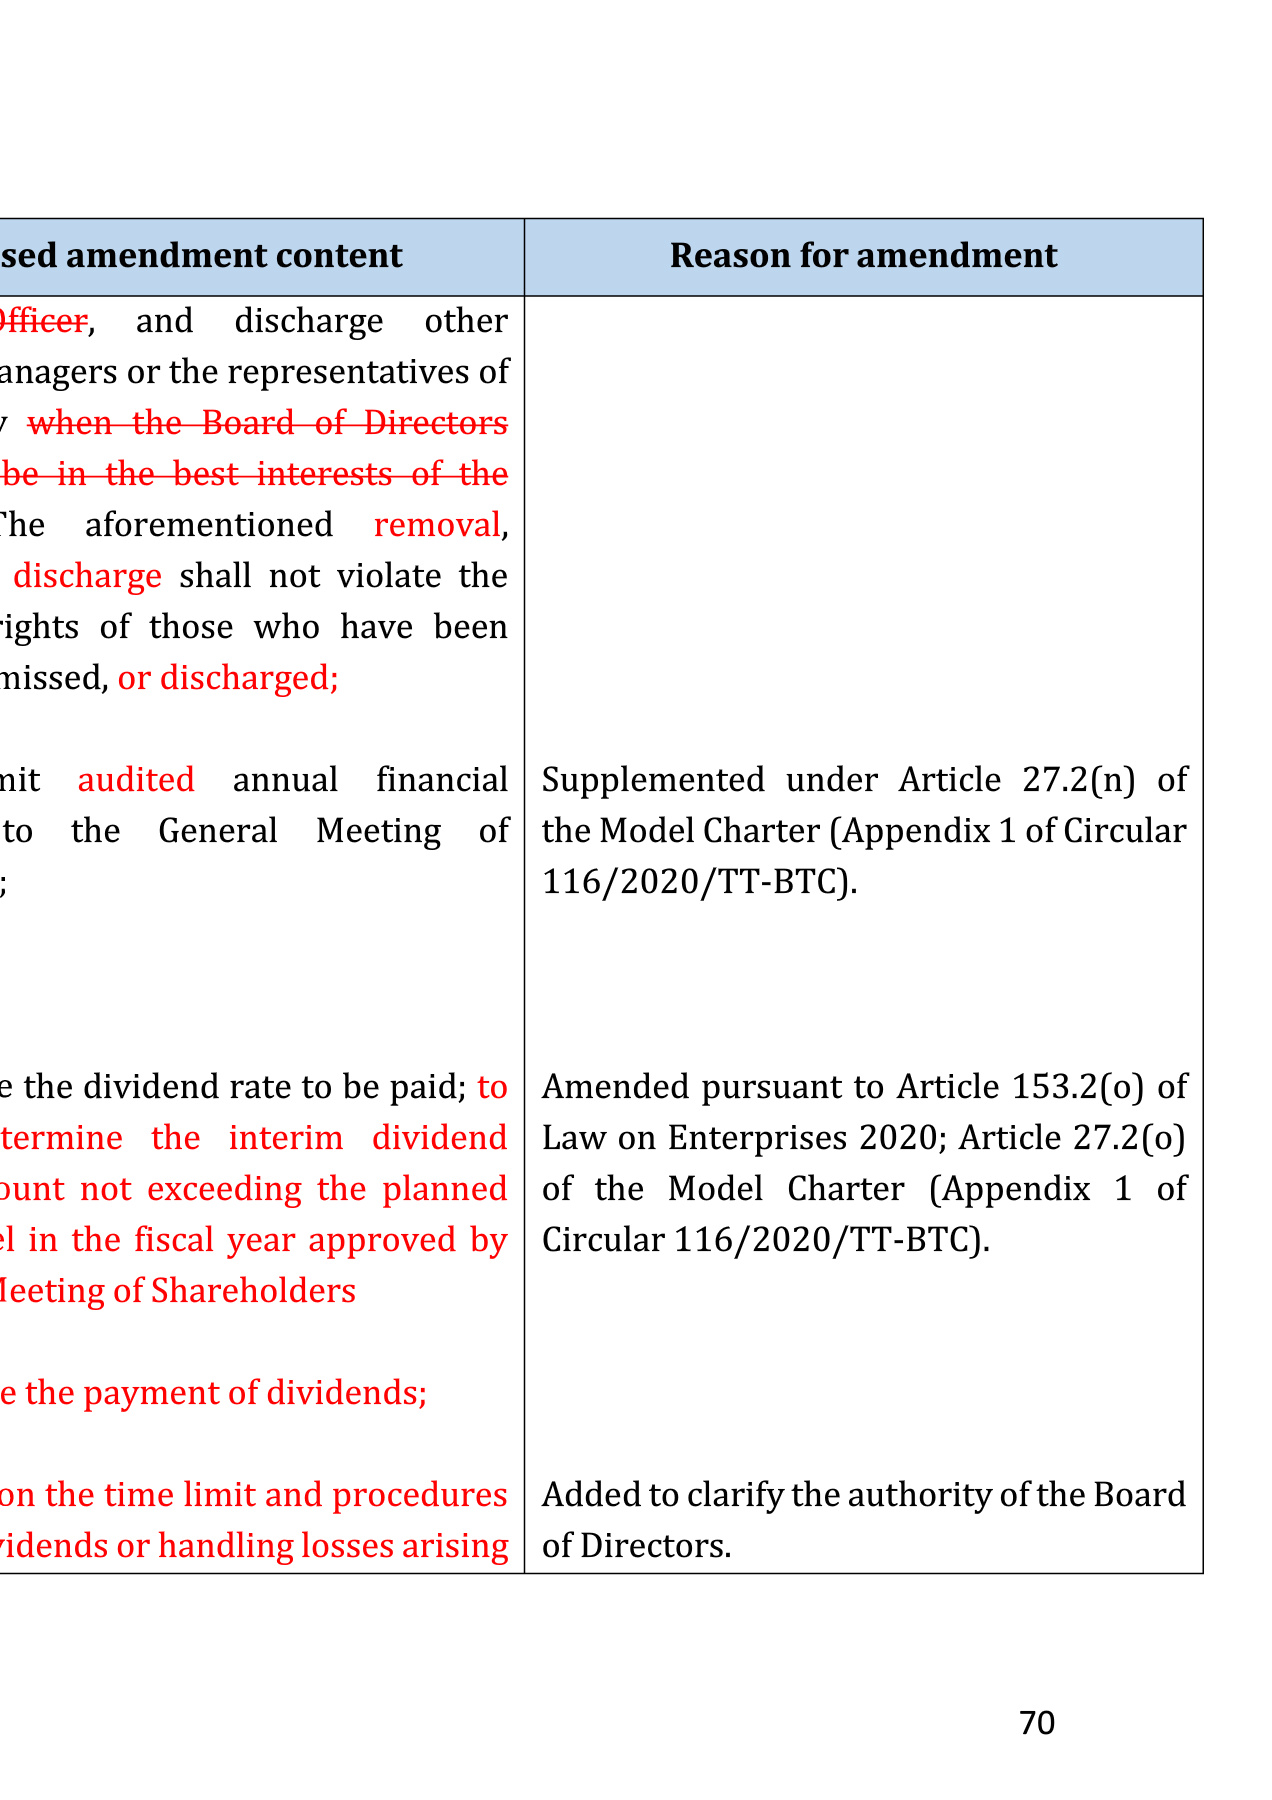 sed amendment content
Reason for amendment
Officer, and discharge other
anagers or the representatives of
when the Board of Directors
be in the best interests of the
The aforementioned removal,
discharge shall not violate the
rights of those who have been
missed, or discharged;
mit audited annual financial
to the General Meeting of
;
Supplemented under Article 27.2(n) of
the Model Charter (Appendix 1 of Circular
116/2020/TT-BTC).
e the dividend rate to be paid; to
termine the interim dividend
ount not exceeding the planned
el in the fiscal year approved by
Meeting of Shareholders
e the payment of dividends;
Amended pursuant to Article 153.2(o) of
Law on Enterprises 2020; Article 27.2(o)
of the Model Charter (Appendix 1 of
Circular 116/2020/TT-BTC).
on the time limit and procedures
vidends or handling losses arising
Added to clarify the authority of the Board
of Directors.
70